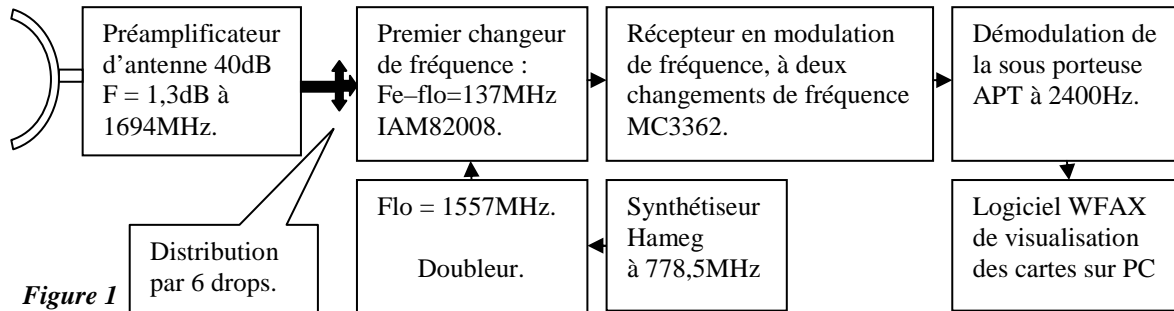 Préamplificateur
d’antenne 40dB
F = 1,3dB à
1694MHz.
Premier changeur
de fréquence :
Fe–flo=137MHz
IAM82008.
Récepteur en modulation
de fréquence, à deux
changements de fréquence
MC3362.
Démodulation de
la sous porteuse
APT à 2400Hz.
Distribution
par 6 drops.
Flo = 1557MHz.
Doubleur.
Synthétiseur
Hameg
à 778,5MHz
Logiciel WFAX
de visualisation
des cartes sur PC
Figure 1